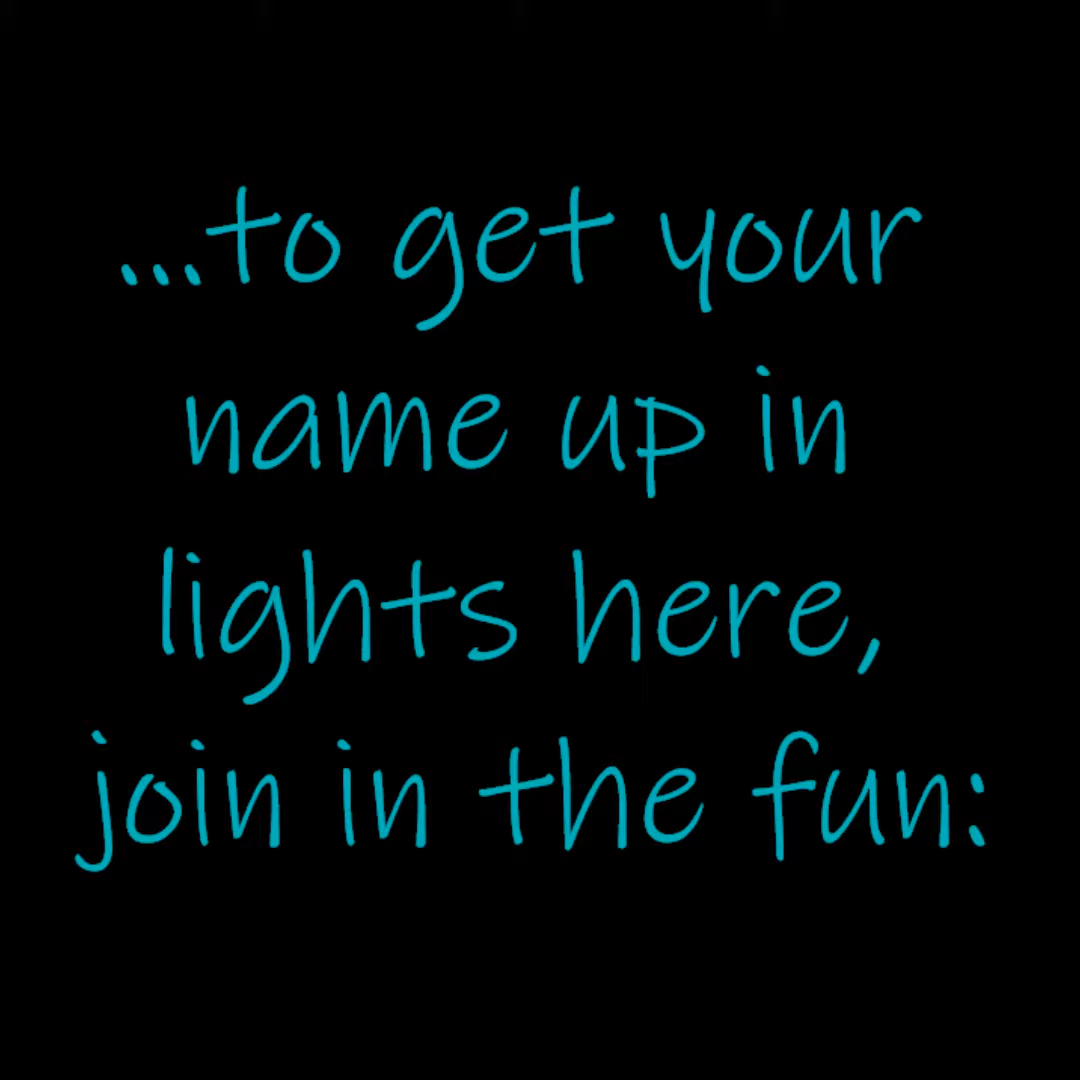 ...to get your
name up in
lights here,
join in the fun: